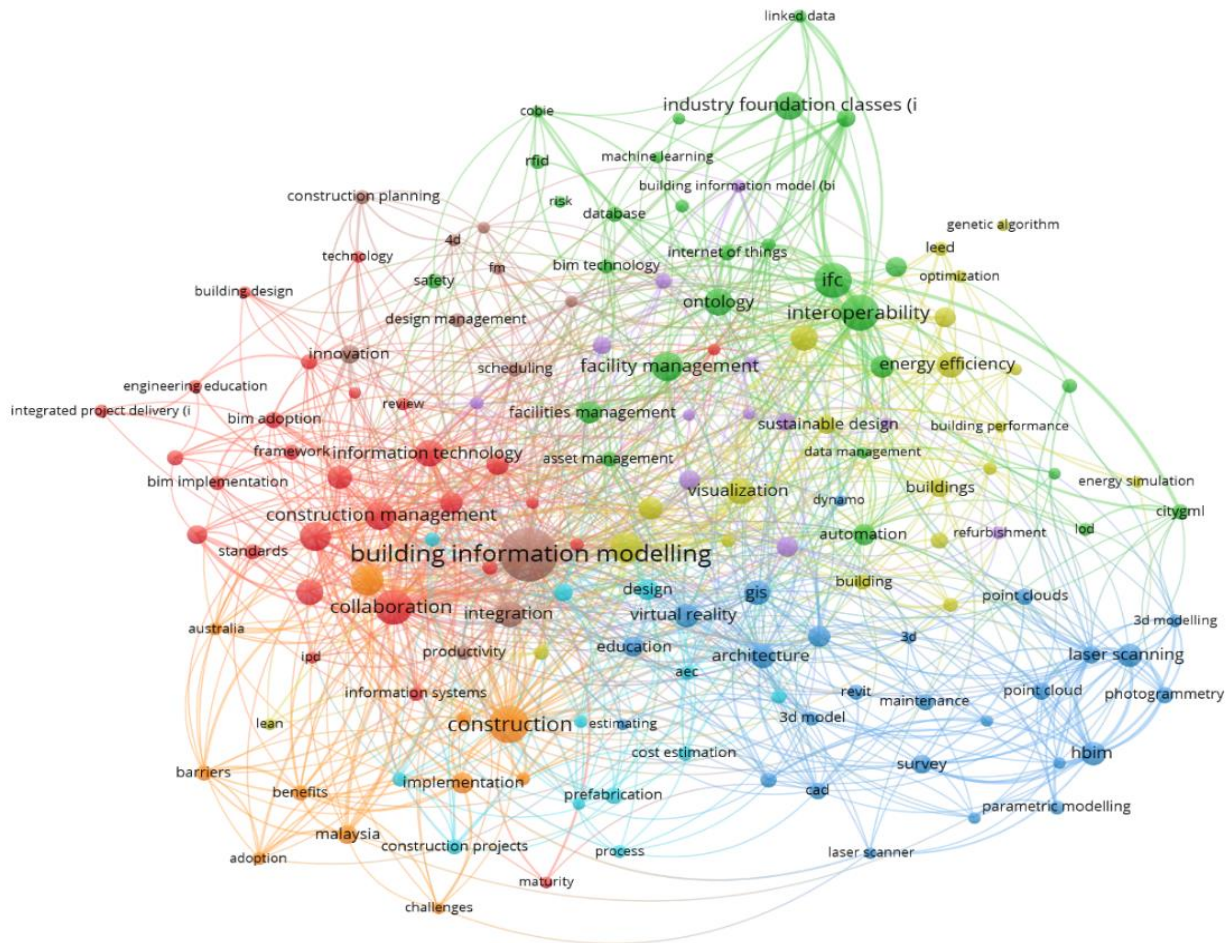 linked data
industry foundation classes (i
cobie
machine learning
rfid
building information model (bi
construction planning
risk
database
genetic algorithm
4d
internet of things
leed
technology
fm
bim technology
optimization
safety
ifc
building design
ontology
interoperability
design management
innovation
scheduling
facility management
energy efficiency
engineering education
review
integrated project delivery (i
bim adoption
facilities management
sustainable design
building performance
framework
information technology
asset management
data management
bim implementation
visualization
buildings
energy simulation
dynamo
construction management
citygml
automation
lod
refurbishment
standards
building information modelling
building
design
gis
point clouds
collaboration
integration
virtual reality
australia
3d
3d modelling
education
architecture
laser scanning
ipd
productivity
aec
information systems
revit
maintenance
point cloud
photogrammetry
lean
construction
estimating
3d model
cost estimation
hbim
survey
barriers
implementation
benefits
prefabrication
cad
parametric modelling
malaysia
construction projects
process
laser scanner
adoption
maturity
challenges